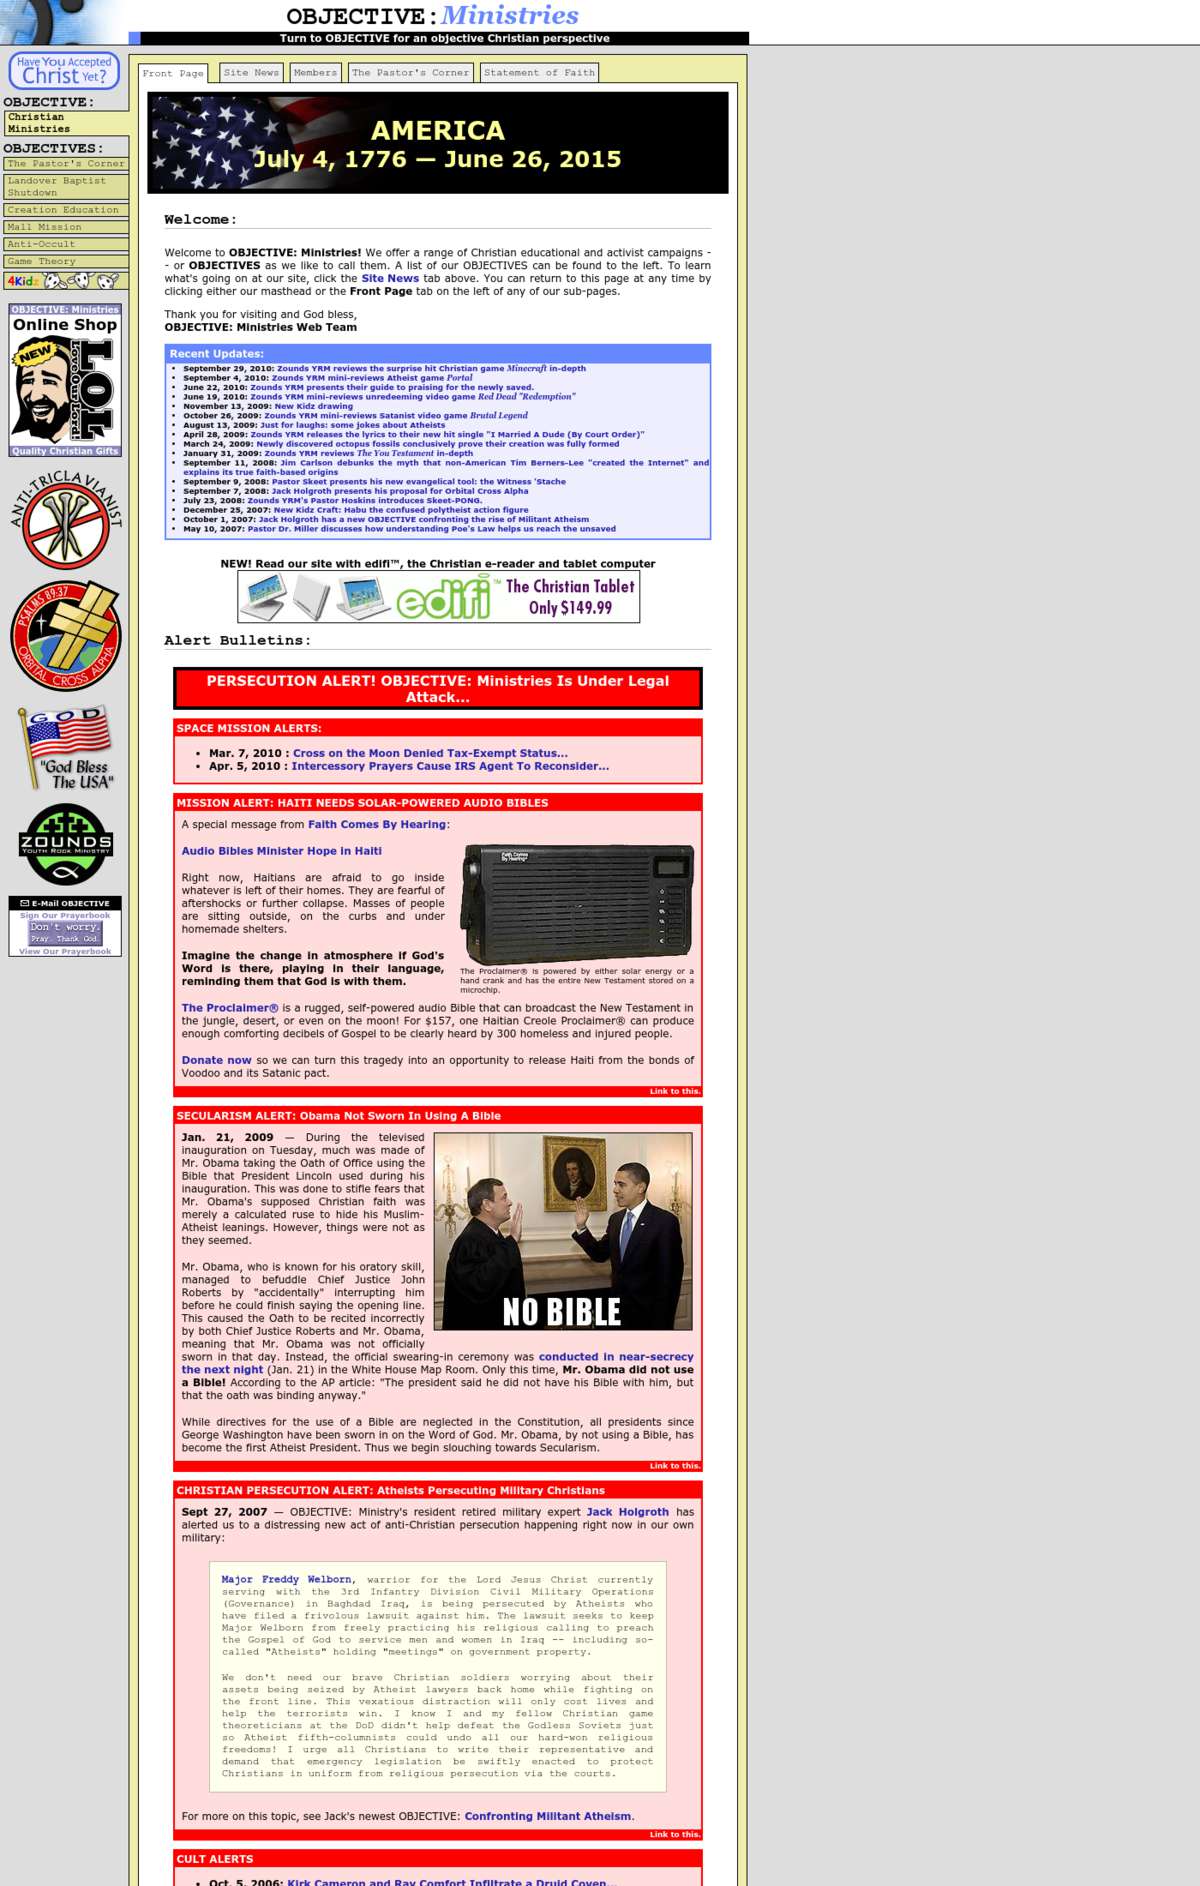 OBJECTIVE: Ministries
Turn to OBJECTIVE for an objective Christian perspective
Have You Accepted
Christ Yet?
OBJECTIVE:
Christian
Ministries
OBJECTIVES:
The Pastor's Corner
Landover Baptist
Shutdown
Creation Education
Mall Mission
Anti-Occult
Game Theory
4Kidz
OBJECTIVE: Ministries
Online Shop
NEW
LOL
Love Our Lord
Quality Christian Gifts
ANTI-TRICLAVIANIST
PSALMS 89:37
ORBITAL CROSS ALPHA
GOD
"God Bless
The USA"
ZOUNDS
YOUTH ROCK MINISTRY
E-Mail OBJECTIVE
Sign Our Prayerbook
Don't worry.
Pray. Thank God.
View Our Prayerbook
Front Page
Site News
Members
The Pastor's Corner
Statement of Faith
AMERICA
July 4, 1776 — June 26, 2015
Welcome:
Welcome to OBJECTIVE: Ministries! We offer a range of Christian educational and activist campaigns -
- or OBJECTIVES as we like to call them. A list of our OBJECTIVES can be found to the left. To learn
what's going on at our site, click the Site News tab above. You can return to this page at any time by
clicking either our masthead or the Front Page tab on the left of any of our sub-pages.
Thank you for visiting and God bless,
OBJECTIVE: Ministries Web Team
Recent Updates:
• September 29, 2010: Zounds YRM reviews the surprise hit Christian game Minecraft in-depth
• September 4, 2010: Zounds YRM mini-reviews Atheist game Portal
• June 22, 2010: Zounds YRM presents their guide to praising for the newly saved.
• June 19, 2010: Zounds YRM mini-reviews unredeeming video game Red Dead "Redemption"
• November 13, 2009: New Kidz drawing
• October 26, 2009: Zounds YRM mini-reviews Satanist video game Brutal Legend
• August 13, 2009: Just for laughs: some jokes about Atheists
• April 28, 2009: Zounds YRM releases the lyrics to their new hit single "I Married A Dude (By Court Order)"
• March 24, 2009: Newly discovered octopus fossils conclusively prove their creation was fully formed
• January 31, 2009: Zounds YRM reviews The You Testament in-depth
• September 11, 2008: Jim Carlson debunks the myth that non-American Tim Berners-Lee "created the Internet" and
explains its true faith-based origins
• September 9, 2008: Pastor Skeet presents his new evangelical tool: the Witness 'Stache
• September 7, 2008: Jack Holgroth presents his proposal for Orbital Cross Alpha
• July 23, 2008: Zounds YRM's Pastor Hoskins introduces Skeet-PONG.
• December 25, 2007: New Kidz Craft: Habu the confused polytheist action figure
• October 1, 2007: Jack Holgroth has a new OBJECTIVE confronting the rise of Militant Atheism
• May 10, 2007: Pastor Dr. Miller discusses how understanding Poe's Law helps us reach the unsaved
NEW! Read our site with edifi™, the Christian e-reader and tablet computer
edifi™ The Christian Tablet
Only $149.99
Alert Bulletins:
PERSECUTION ALERT! OBJECTIVE: Ministries Is Under Legal
Attack...
SPACE MISSION ALERTS:
• Mar. 7, 2010 : Cross on the Moon Denied Tax-Exempt Status...
• Apr. 5, 2010 : Intercessory Prayers Cause IRS Agent To Reconsider...
MISSION ALERT: HAITI NEEDS SOLAR-POWERED AUDIO BIBLES
A special message from Faith Comes By Hearing:
Audio Bibles Minister Hope in Haiti
Right now, Haitians are afraid to go inside
whatever is left of their homes. They are fearful of
aftershocks or further collapse. Masses of people
are sitting outside, on the curbs and under
homemade shelters.
Imagine the change in atmosphere if God's
Word is there, playing in their language,
reminding them that God is with them.
Faith Comes
By Hearing
The Proclaimer® is powered by either solar energy or a
hand crank and has the entire New Testament stored on a
microchip.
The Proclaimer® is a rugged, self-powered audio Bible that can broadcast the New Testament in
the jungle, desert, or even on the moon! For $157, one Haitian Creole Proclaimer® can produce
enough comforting decibels of Gospel to be clearly heard by 300 homeless and injured people.
Donate now so we can turn this tragedy into an opportunity to release Haiti from the bonds of
Voodoo and its Satanic pact.
Link to this.
SECULARISM ALERT: Obama Not Sworn In Using A Bible
Jan. 21, 2009 — During the televised
inauguration on Tuesday, much was made of
Mr. Obama taking the Oath of Office using the
Bible that President Lincoln used during his
inauguration. This was done to stifle fears that
Mr. Obama's supposed Christian faith was
merely a calculated ruse to hide his Muslim-
Atheist leanings. However, things were not as
they seemed.
NO BIBLE
Mr. Obama, who is known for his oratory skill,
managed to befuddle Chief Justice John
Roberts by "accidentally" interrupting him
before he could finish saying the opening line.
This caused the Oath to be recited incorrectly
by both Chief Justice Roberts and Mr. Obama,
meaning that Mr. Obama was not officially
sworn in that day. Instead, the official swearing-in ceremony was conducted in near-secrecy
the next night (Jan. 21) in the White House Map Room. Only this time, Mr. Obama did not use
a Bible! According to the AP article: "The president said he did not have his Bible with him, but
that the oath was binding anyway."
While directives for the use of a Bible are neglected in the Constitution, all presidents since
George Washington have been sworn in on the Word of God. Mr. Obama, by not using a Bible, has
become the first Atheist President. Thus we begin slouching towards Secularism.
Link to this.
CHRISTIAN PERSECUTION ALERT: Atheists Persecuting Military Christians
Sept 27, 2007 — OBJECTIVE: Ministry's resident retired military expert Jack Holgroth has
alerted us to a distressing new act of anti-Christian persecution happening right now in our own
military:
Major Freddy Welborn, warrior for the Lord Jesus Christ currently
serving with the 3rd Infantry Division Civil Military Operations
(Governance) in Baghdad Iraq, is being persecuted by Atheists who
have filed a frivolous lawsuit against him. The lawsuit seeks to keep
Major Welborn from freely practicing his religious calling to preach
the Gospel of God to service men and women in Iraq -- including so-
called "Atheists" holding "meetings" on government property.
We don't need our brave Christian soldiers worrying about their
assets being seized by Atheist lawyers back home while fighting on
the front line. This vexatious distraction will only cost lives and
help the terrorists win. I know I and my fellow Christian game
theoreticians at the DoD didn't help defeat the Godless Soviets just
so Atheist fifth-columnists could undo all our hard-won religious
freedoms! I urge all Christians to write their representative and
demand that emergency legislation be swiftly enacted to protect
Christians in uniform from religious persecution via the courts.
For more on this topic, see Jack's newest OBJECTIVE: Confronting Militant Atheism.
Link to this.
CULT ALERTS
• Oct. 5, 2006: Kirk Cameron and Ray Comfort Infiltrate a Druid Coven...